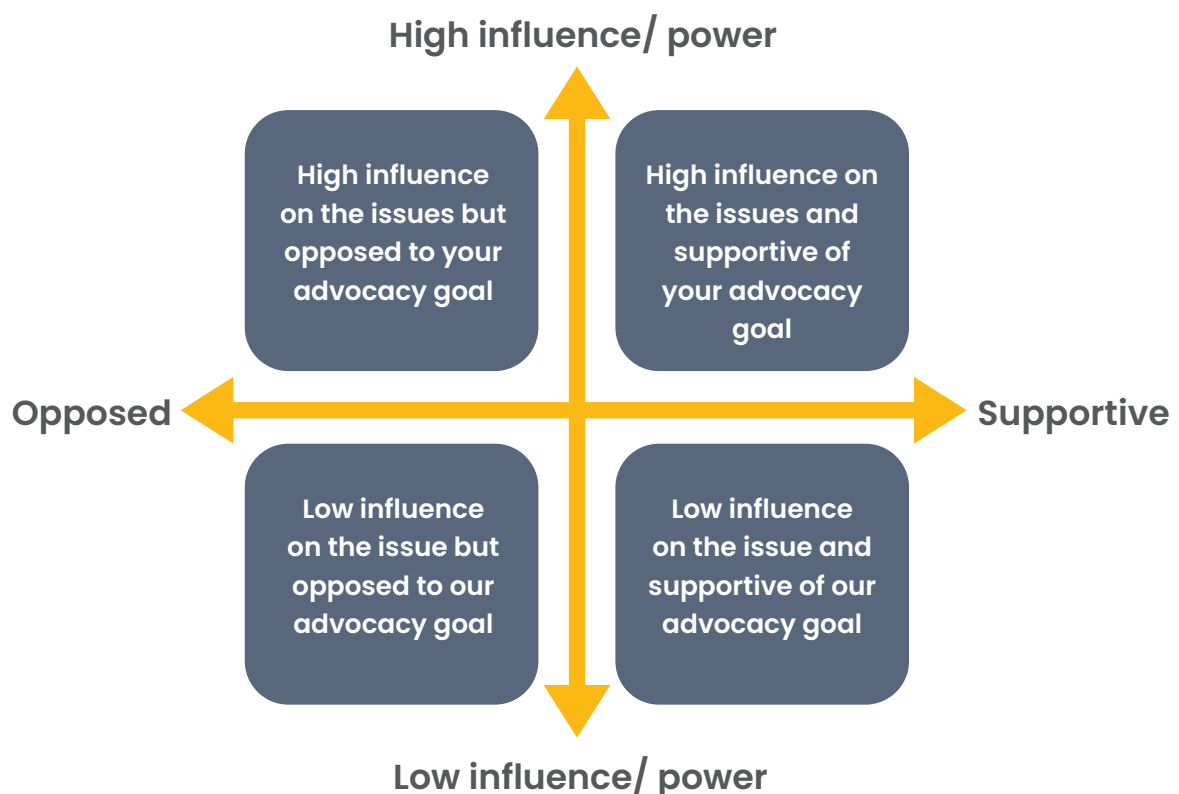 High influence/ power
High influence
on the issues but
opposed to your
advocacy goal
High influence on
the issues and
supportive of
your advocacy
goal
Opposed
Supportive
Low influence
on the issue but
opposed to our
advocacy goal
Low influence
on the issue and
supportive of our
advocacy goal
Low influence/ power